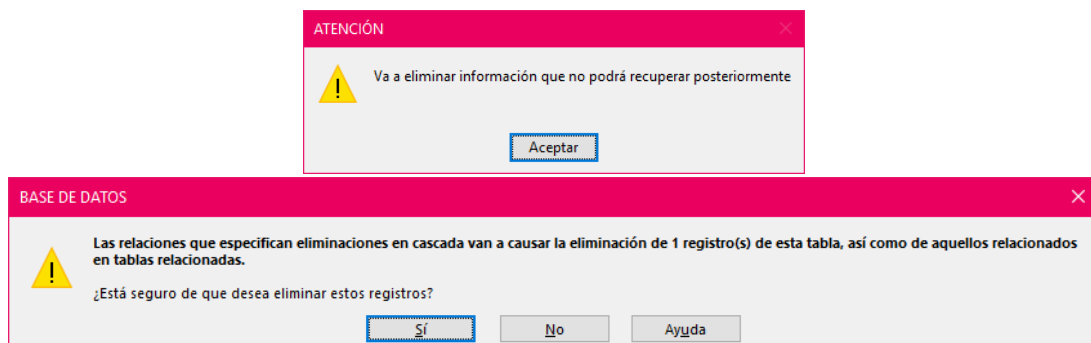 ATENCIÓN
Va a eliminar información que no podrá recuperar posteriormente
Aceptar
BASE DE DATOS
Las relaciones que especifican eliminaciones en cascada van a causar la eliminación de 1 registro(s) de esta tabla, así como de aquellos relacionados
en tablas relacionadas.
¿Está seguro de que desea eliminar estos registros?
Sí No Ayuda